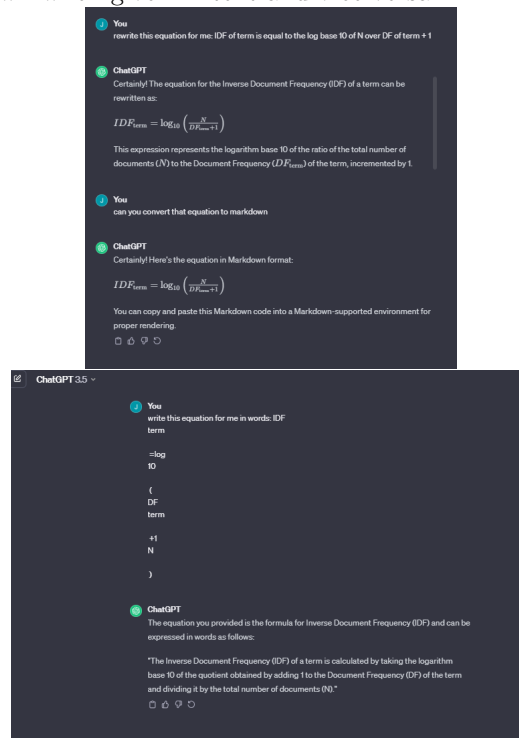 J You
rewrite this equation for me: IDF of term is equal to the log base 10 of N over DF of term + 1
ChatGPT
Certainly! The equation for the Inverse Document Frequency (IDF) of a term can be
rewritten as:
IDF_term = log_10 ( N / DF_term+1 )
This expression represents the logarithm base 10 of the ratio of the total number of
documents (N) to the Document Frequency (DF_term) of the term, incremented by 1.
J You
can you convert that equation to markdown
ChatGPT
Certainly! Here's the equation in Markdown format:
IDF_term = log_10 ( N / DF_term+1 )
You can copy and paste this Markdown code into a Markdown-supported environment for
proper rendering.
ChatGPT 3.5
J You
write this equation for me in words: IDF
term
=log
10
(
DF
term
+1
N
)
ChatGPT
The equation you provided is the formula for Inverse Document Frequency (IDF) and can be
expressed in words as follows:
"The Inverse Document Frequency (IDF) of a term is calculated by taking the logarithm
base 10 of the quotient obtained by adding 1 to the Document Frequency (DF) of the term
and dividing it by the total number of documents (N)."